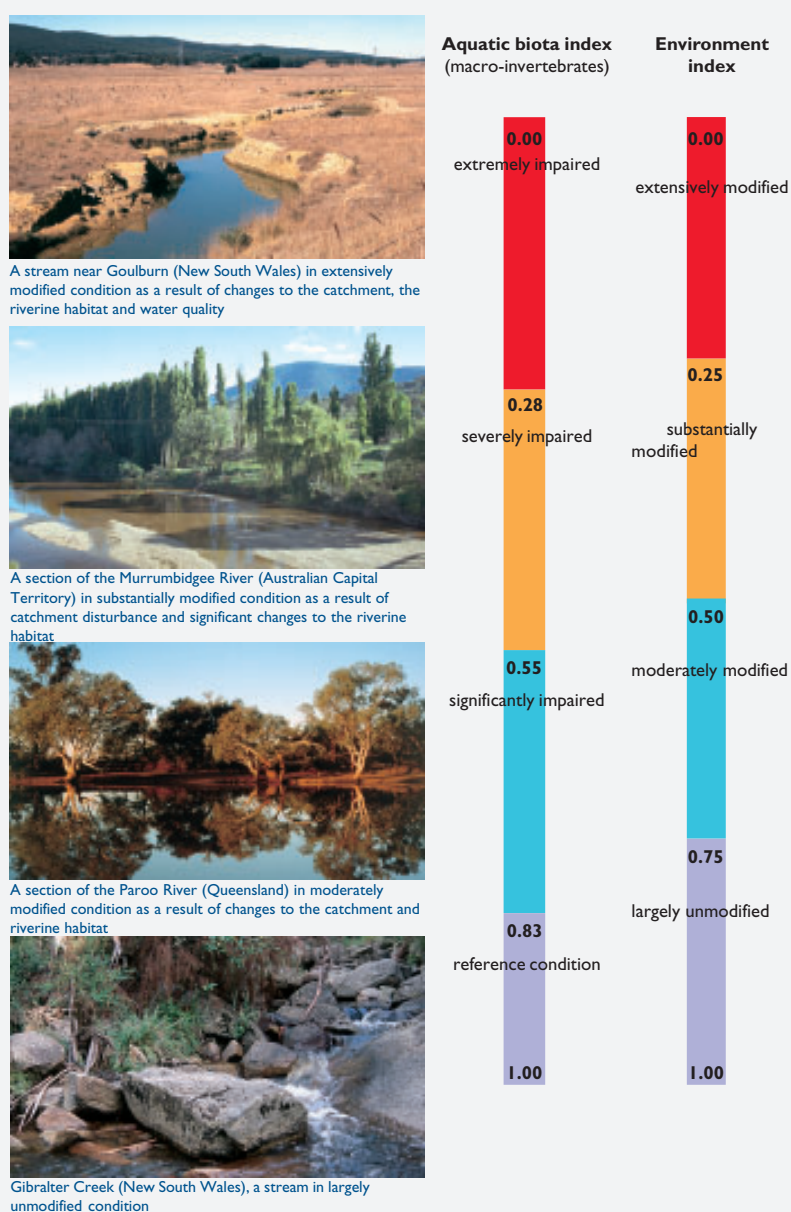 A stream near Goulburn (New South Wales) in extensively
modified condition as a result of changes to the catchment, the
riverine habitat and water quality
A section of the Murrumbidgee River (Australian Capital
Territory) in substantially modified condition as a result of
catchment disturbance and significant changes to the riverine
habitat
A section of the Paroo River (Queensland) in moderately
modified condition as a result of changes to the catchment and
riverine habitat
Gibralter Creek (New South Wales), a stream in largely
unmodified condition
Aquatic biota index
(macro-invertebrates)
0.00
extremely impaired
0.28
severely impaired
0.55
significantly impaired
0.83
reference condition
1.00
Environment
index
0.00
extensively modified
0.25
substantially
modified
0.50
moderately modified
0.75
largely unmodified
1.00